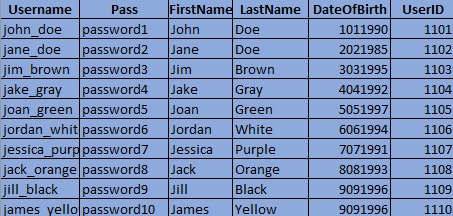 Username Pass FirstName LastName DateOfBirth UserID
john_doe password1 John Doe 1011990 1101
jane_doe password2 Jane Doe 2021985 1102
jim_brown password3 Jim Brown 3031995 1103
jake_gray password4 Jake Gray 4041992 1104
joan_green password5 Joan Green 5051997 1105
jordan_whit password6 Jordan White 6061994 1106
jessica_purp password7 Jessica Purple 7071991 1107
jack_orange password8 Jack Orange 8081993 1108
jill_black password9 Jill Black 9091996 1109
james_yello password10 James Yellow 9091996 1110